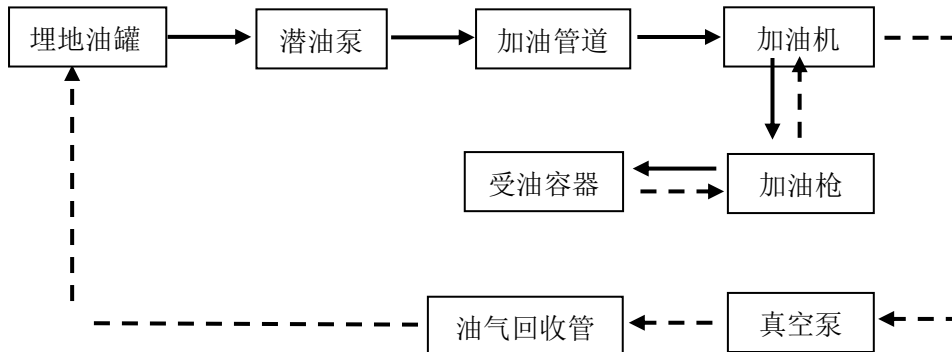 埋地油罐
潜油泵
加油管道
加油机
受油容器
加油枪
油气回收管
真空泵